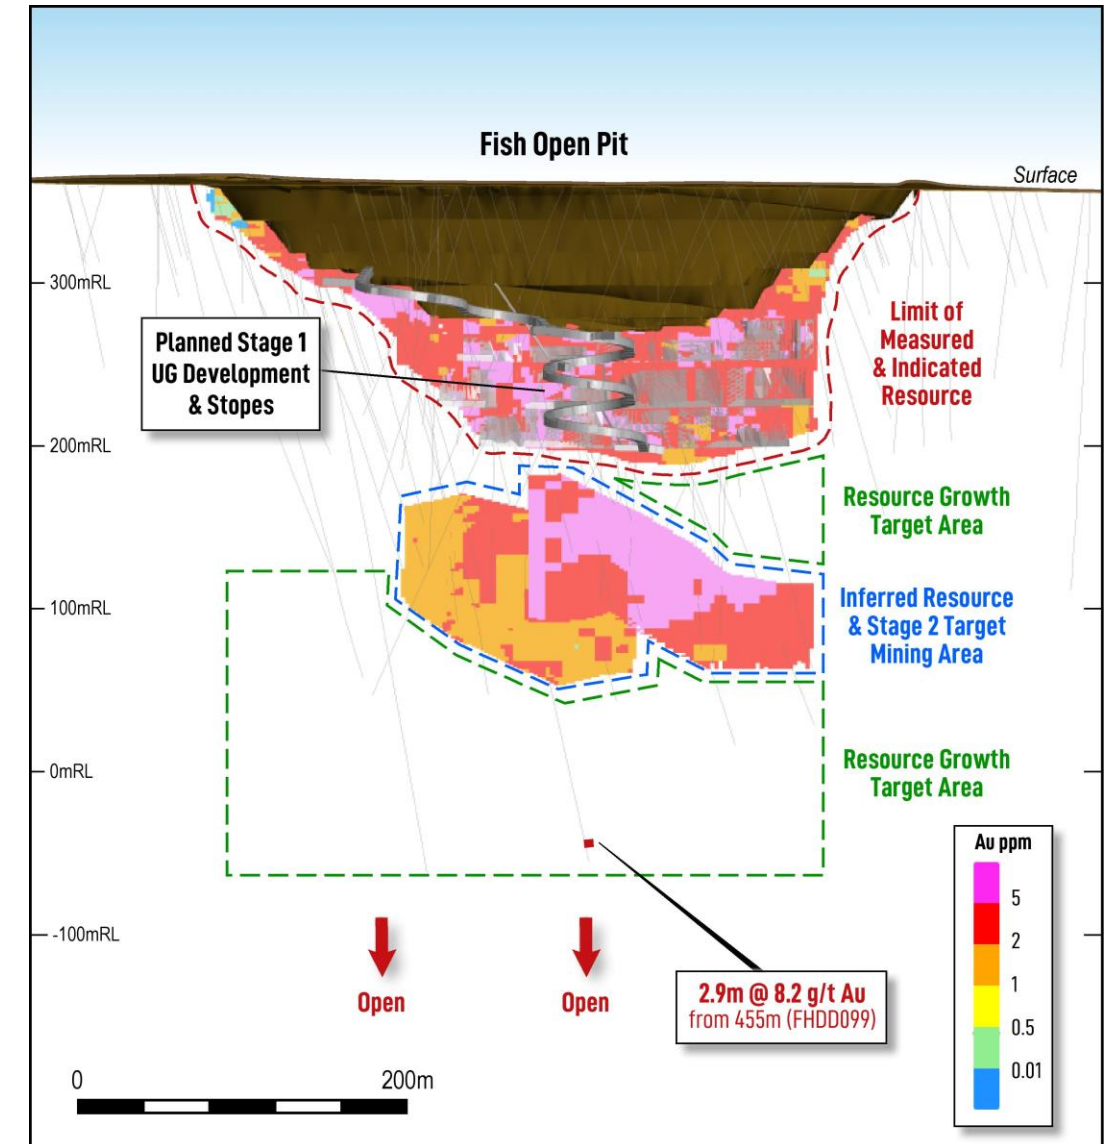 Fish Open Pit
Surface
300mRL
Planned Stage 1
UG Development
& Stopes
Limit of
Measured
& Indicated
Resource
200mRL
Resource Growth
Target Area
100mRL
Inferred Resource
& Stage 2 Target
Mining Area
0mRL
Resource Growth
Target Area
Au ppm
5
2
1
0.5
0.01
-100mRL
Open
Open
2.9m @ 8.2 g/t Au
from 455m (FHDD099)
0
200m